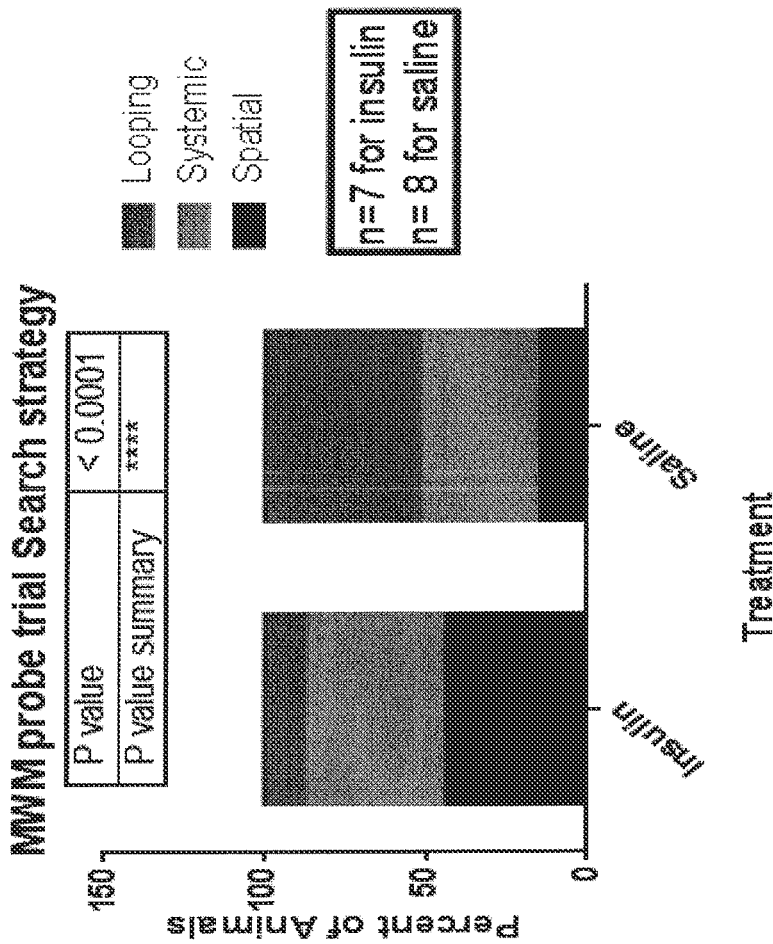 MWM probe trial Search strategy
P value < 0.0001
P value summary ****
Looping
Systemic
Spatial
n=7 for insulin
n= 8 for saline
150
100
50
0
Percent of Animals
Insulin
Saline
Treatment